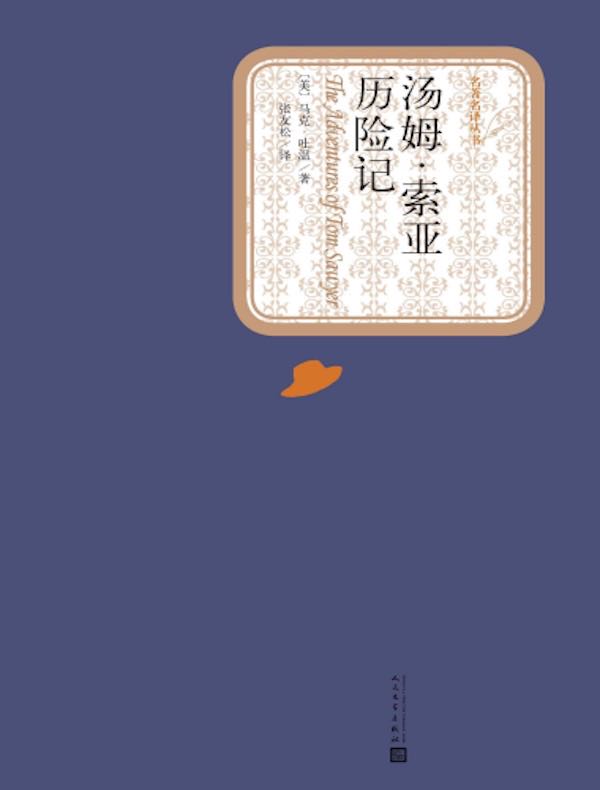 名著名译丛书
汤姆·索亚
历险记
The Adventures of Tom Sawyer
[美] 马克·吐温 / 著
张友松 / 译
人民文学出版社